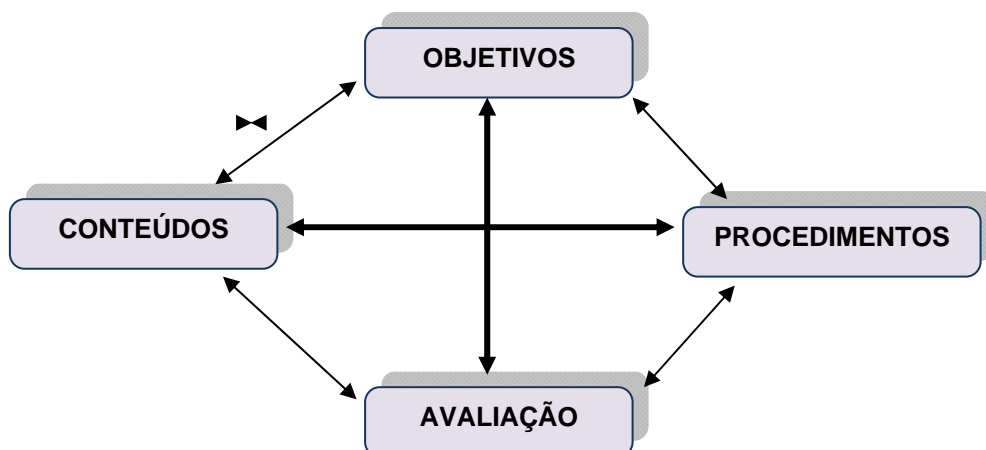 OBJETIVOS
CONTEÚDOS
PROCEDIMENTOS
AVALIAÇÃO